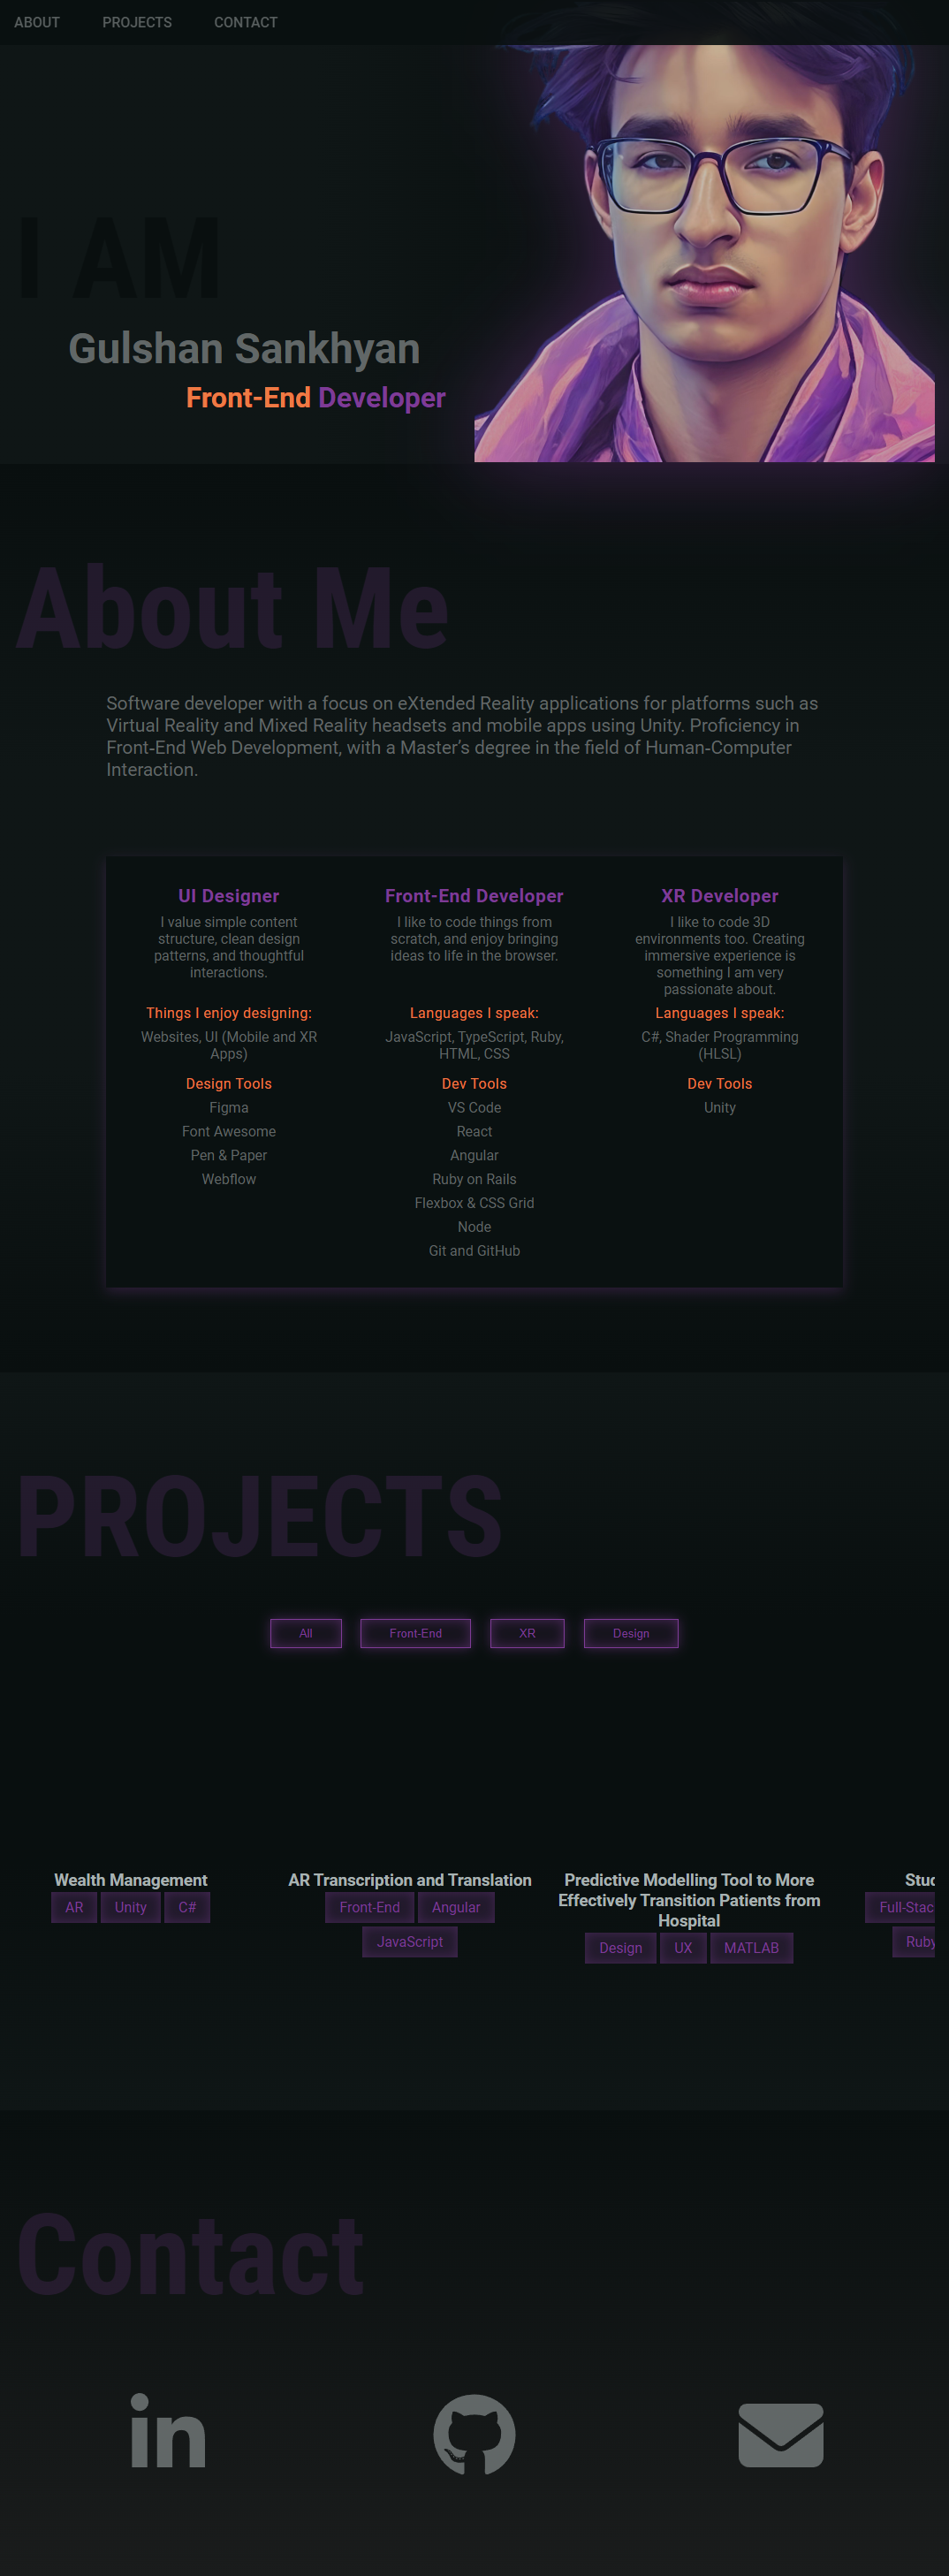 ABOUT PROJECTS CONTACT
I AM
Gulshan Sankhyan
Front-End Developer
About Me
Software developer with a focus on eXtended Reality applications for platforms such as
Virtual Reality and Mixed Reality headsets and mobile apps using Unity. Proficiency in
Front-End Web Development, with a Master’s degree in the field of Human-Computer
Interaction.
UI Designer
I value simple content
structure, clean design
patterns, and thoughtful
interactions.
Things I enjoy designing:
Websites, UI (Mobile and XR
Apps)
Design Tools
Figma
Font Awesome
Pen & Paper
Webflow
Front-End Developer
I like to code things from
scratch, and enjoy bringing
ideas to life in the browser.
Languages I speak:
JavaScript, TypeScript, Ruby,
HTML, CSS
Dev Tools
VS Code
React
Angular
Ruby on Rails
Flexbox & CSS Grid
Node
Git and GitHub
XR Developer
I like to code 3D
environments too. Creating
immersive experience is
something I am very
passionate about.
Languages I speak:
C#, Shader Programming
(HLSL)
Dev Tools
Unity
PROJECTS
All Front-End XR Design
Wealth Management
AR Unity C#
AR Transcription and Translation
Front-End Angular
JavaScript
Predictive Modelling Tool to More
Effectively Transition Patients from
Hospital
Design UX MATLAB
Full-Stac
Ruby
Contact
in